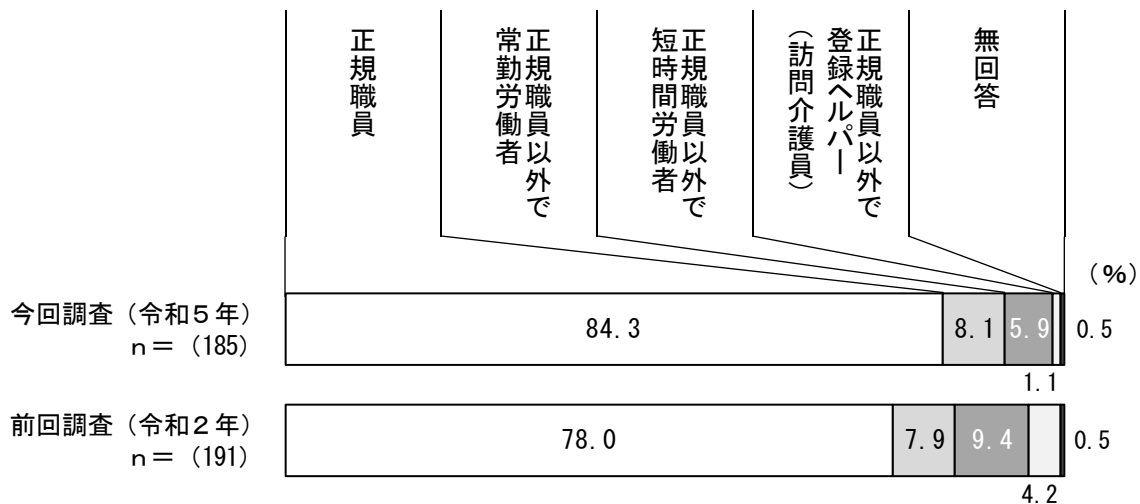 正規職員
正規職員以外で
常勤労働者
正規職員以外で
短時間労働者
正規職員以外で
登録ヘルパー
（訪問介護員）
無回答
（％）
今回調査（令和５年）
ｎ＝（185）
84.3
8.1
5.9
0.5
1.1
前回調査（令和２年）
ｎ＝（191）
78.0
7.9
9.4
0.5
4.2